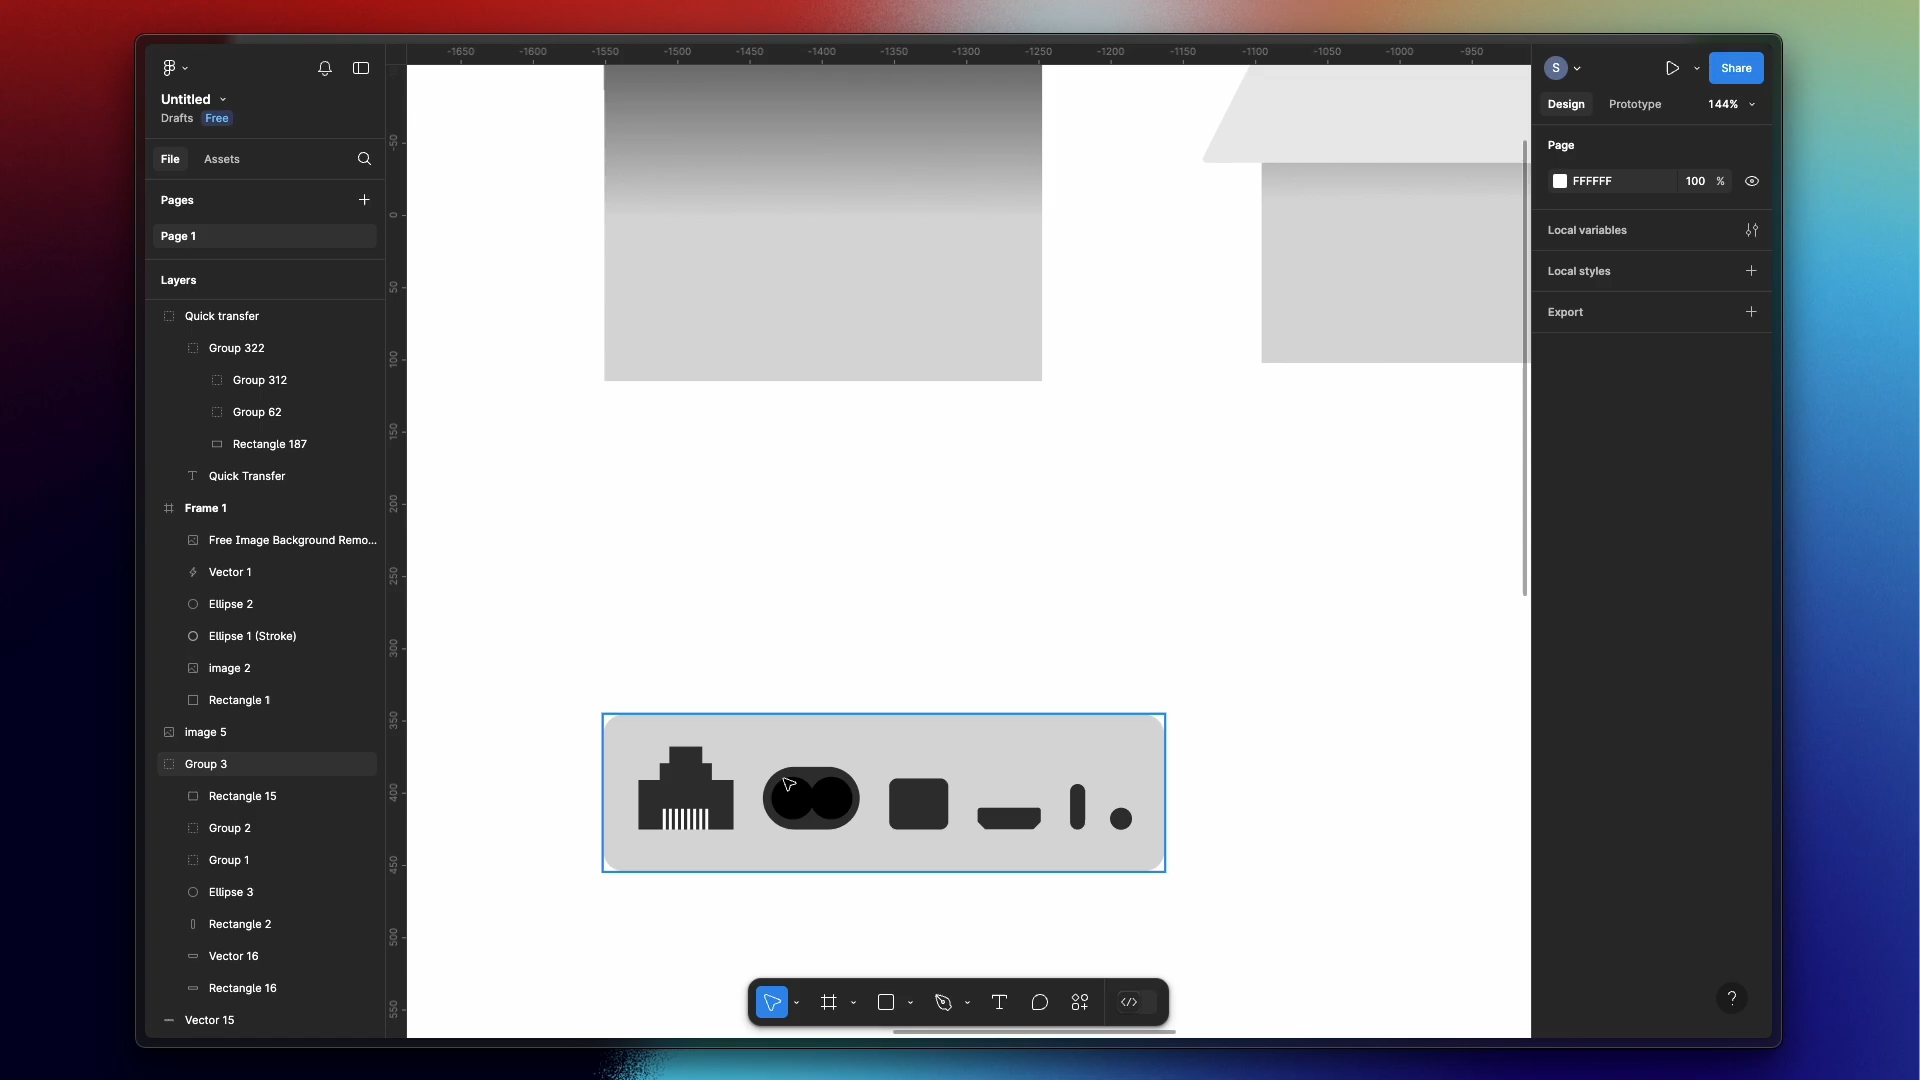 -1650 -1600 -1550 -1500 -1450 -1400 -1350 -1300 -1250 -1200 -1150 -1100 -1050 -1000 -950
S
Share
Untitled
Drafts Free
Design Prototype 144%
File Assets
Page
FFFFFF 100 %
Pages
Page 1
Local variables
Local styles
Export
Layers
Quick transfer
Group 322
Group 312
Group 62
Rectangle 187
Quick Transfer
Frame 1
Free Image Background Remo...
Vector 1
Ellipse 2
Ellipse 1 (Stroke)
image 2
Rectangle 1
image 5
Group 3
Rectangle 15
Group 2
Group 1
Ellipse 3
Rectangle 2
Vector 16
Rectangle 16
Vector 15
-50
0
50
100
150
200
250
300
350
400
450
500
550
?